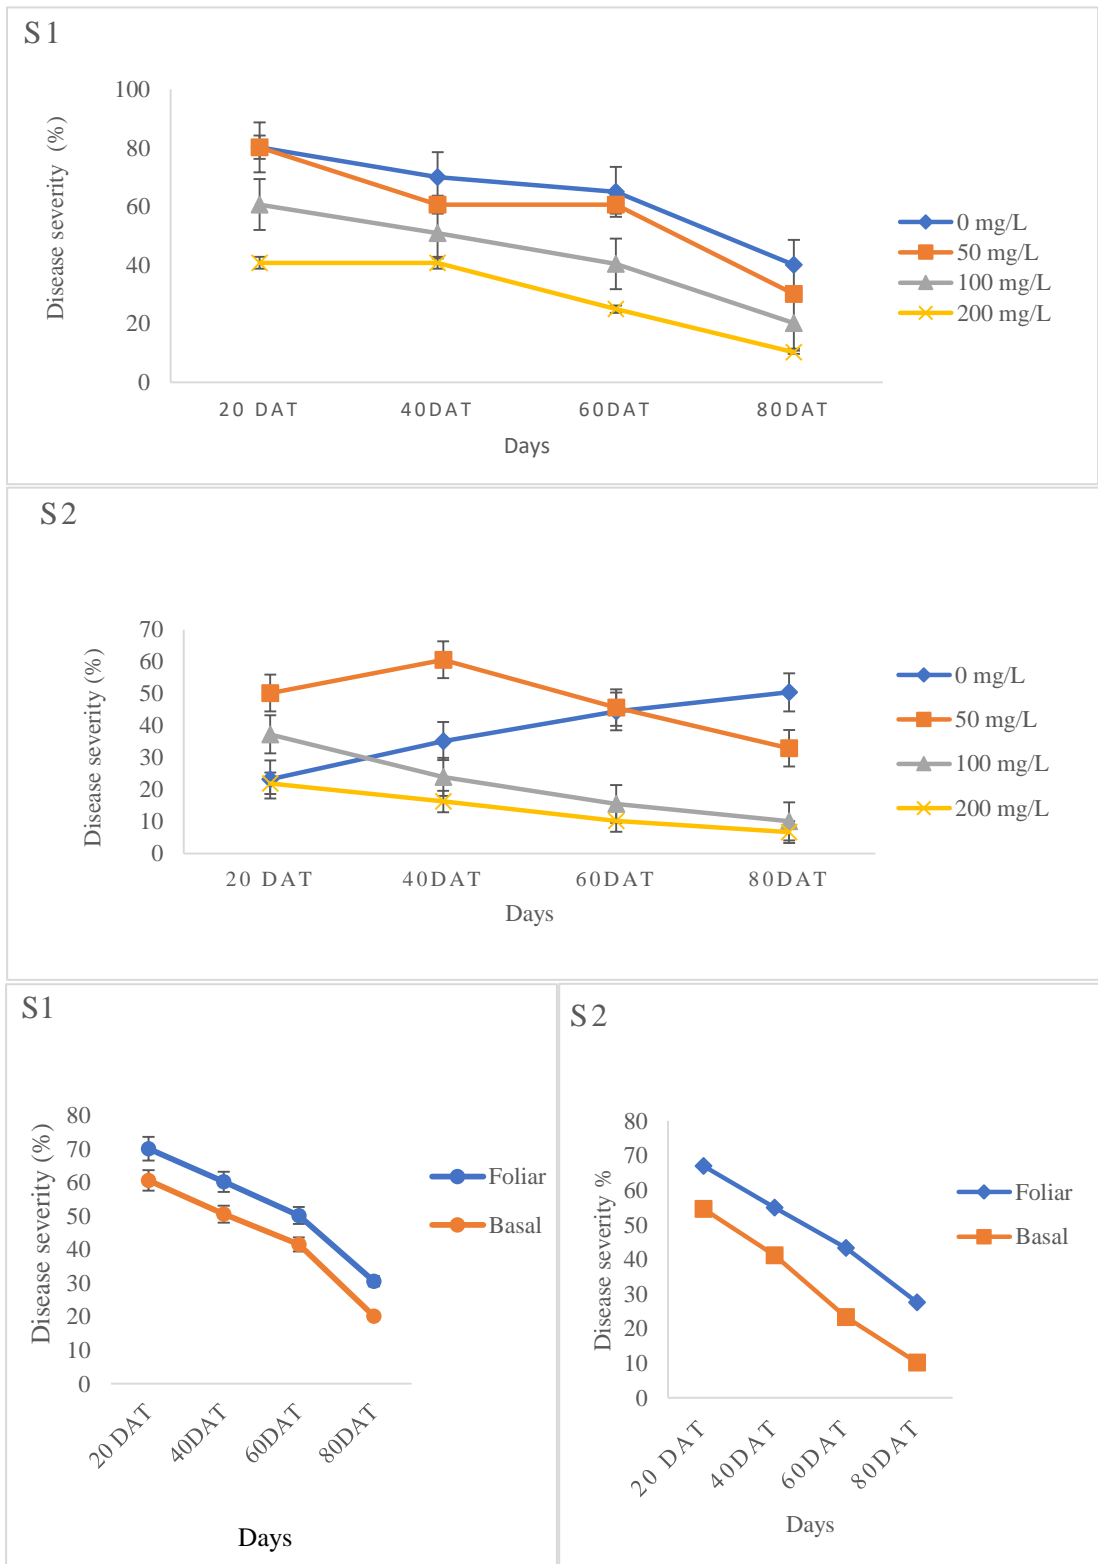 S1
Disease severity (%)
100
80
60
40
20
0
20 DAT 40DAT 60DAT 80DAT
Days
0 mg/L
50 mg/L
100 mg/L
200 mg/L
S2
Disease severity (%)
70
60
50
40
30
20
10
0
20 DAT 40DAT 60DAT 80DAT
Days
0 mg/L
50 mg/L
100 mg/L
200 mg/L
S1
Disease severity (%)
80
70
60
50
40
30
20
10
0
20 DAT 40DAT 60DAT 80DAT
Days
Foliar
Basal
S2
Disease severity %
80
70
60
50
40
30
20
10
0
20 DAT 40DAT 60DAT 80DAT
Days
Foliar
Basal